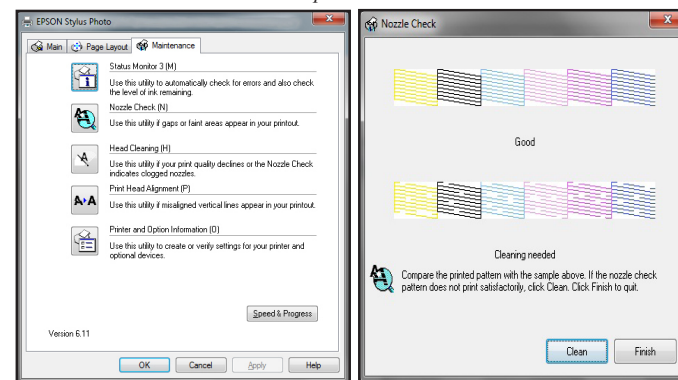 EPSON Stylus Photo
Main
Page Layout
Maintenance
Status Monitor 3 (M)
Use this utility to automatically check for errors and also check
the level of ink remaining.
Nozzle Check (N)
Use this utility if gaps or faint areas appear in your printout.
Head Cleaning (H)
Use this utility if your print quality declines or the Nozzle Check
indicates clogged nozzles.
Print Head Alignment (P)
Use this utility if misaligned vertical lines appear in your printout.
Printer and Option Information (O)
Use this utility to create or verify settings for your printer and
optional devices.
Speed & Progress
Version 6.11
OK
Cancel
Apply
Help
Nozzle Check
Good
Cleaning needed
Compare the printed pattern with the sample above. If the nozzle check
pattern does not print satisfactorily, click Clean. Click Finish to quit.
Clean
Finish